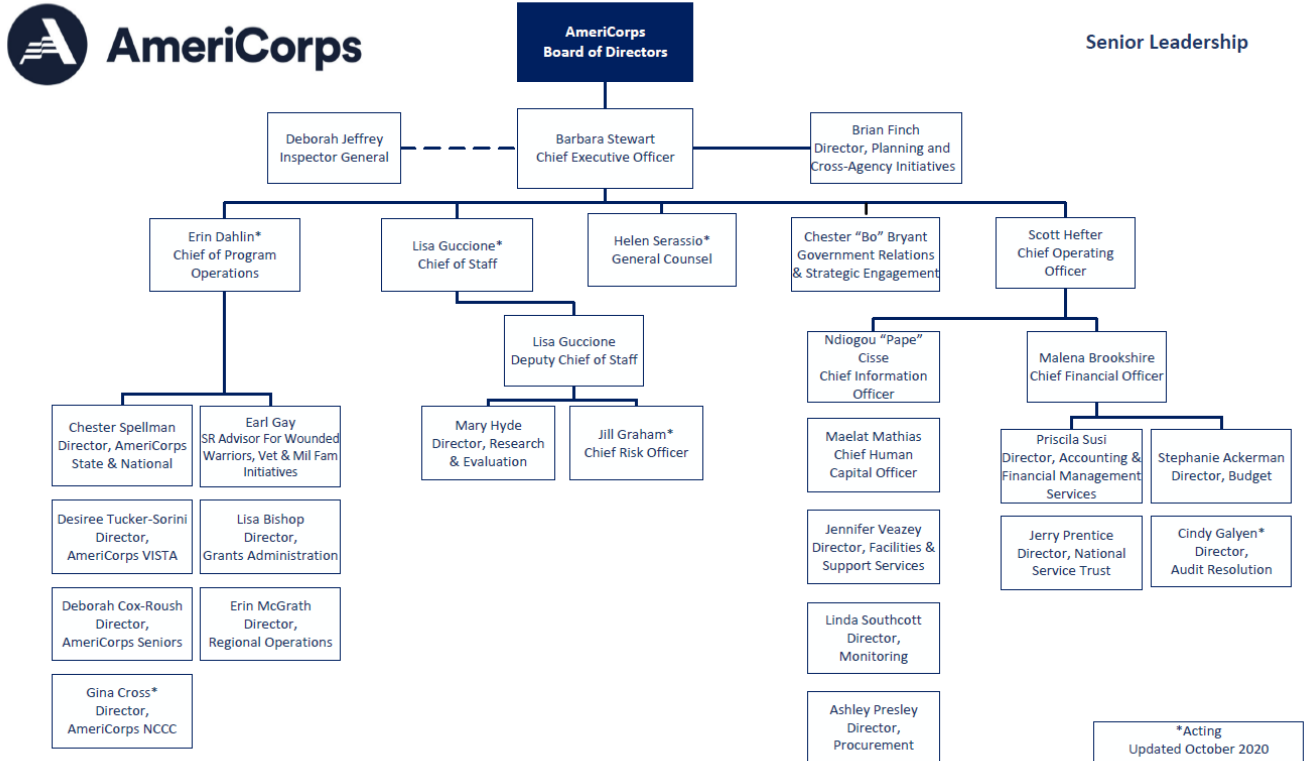 AmeriCorps
AmeriCorps
Board of Directors
Senior Leadership
Deborah Jeffrey
Inspector General
Barbara Stewart
Chief Executive Officer
Brian Finch
Director, Planning and
Cross-Agency Initiatives
Erin Dahlin*
Chief of Program
Operations
Lisa Guccione*
Chief of Staff
Helen Serassio*
General Counsel
Chester “Bo” Bryant
Government Relations
& Strategic Engagement
Scott Hefter
Chief Operating
Officer
Lisa Guccione
Deputy Chief of Staff
Ndiogou “Pape”
Cisse
Chief Information
Officer
Malena Brookshire
Chief Financial Officer
Chester Spellman
Director, AmeriCorps
State & National
Earl Gay
SR Advisor For Wounded
Warriors, Vet & Mil Fam
Initiatives
Mary Hyde
Director, Research
& Evaluation
Jill Graham*
Chief Risk Officer
Maelat Mathias
Chief Human
Capital Officer
Priscila Susi
Director, Accounting &
Financial Management
Services
Stephanie Ackerman
Director, Budget
Desiree Tucker-Sorini
Director,
AmeriCorps VISTA
Lisa Bishop
Director,
Grants Administration
Jennifer Veazey
Director, Facilities &
Support Services
Jerry Prentice
Director, National
Service Trust
Cindy Galyen*
Director,
Audit Resolution
Deborah Cox-Roush
Director,
AmeriCorps Seniors
Erin McGrath
Director,
Regional Operations
Linda Southcott
Director,
Monitoring
Gina Cross*
Director,
AmeriCorps NCCC
Ashley Presley
Director,
Procurement
*Acting
Updated October 2020